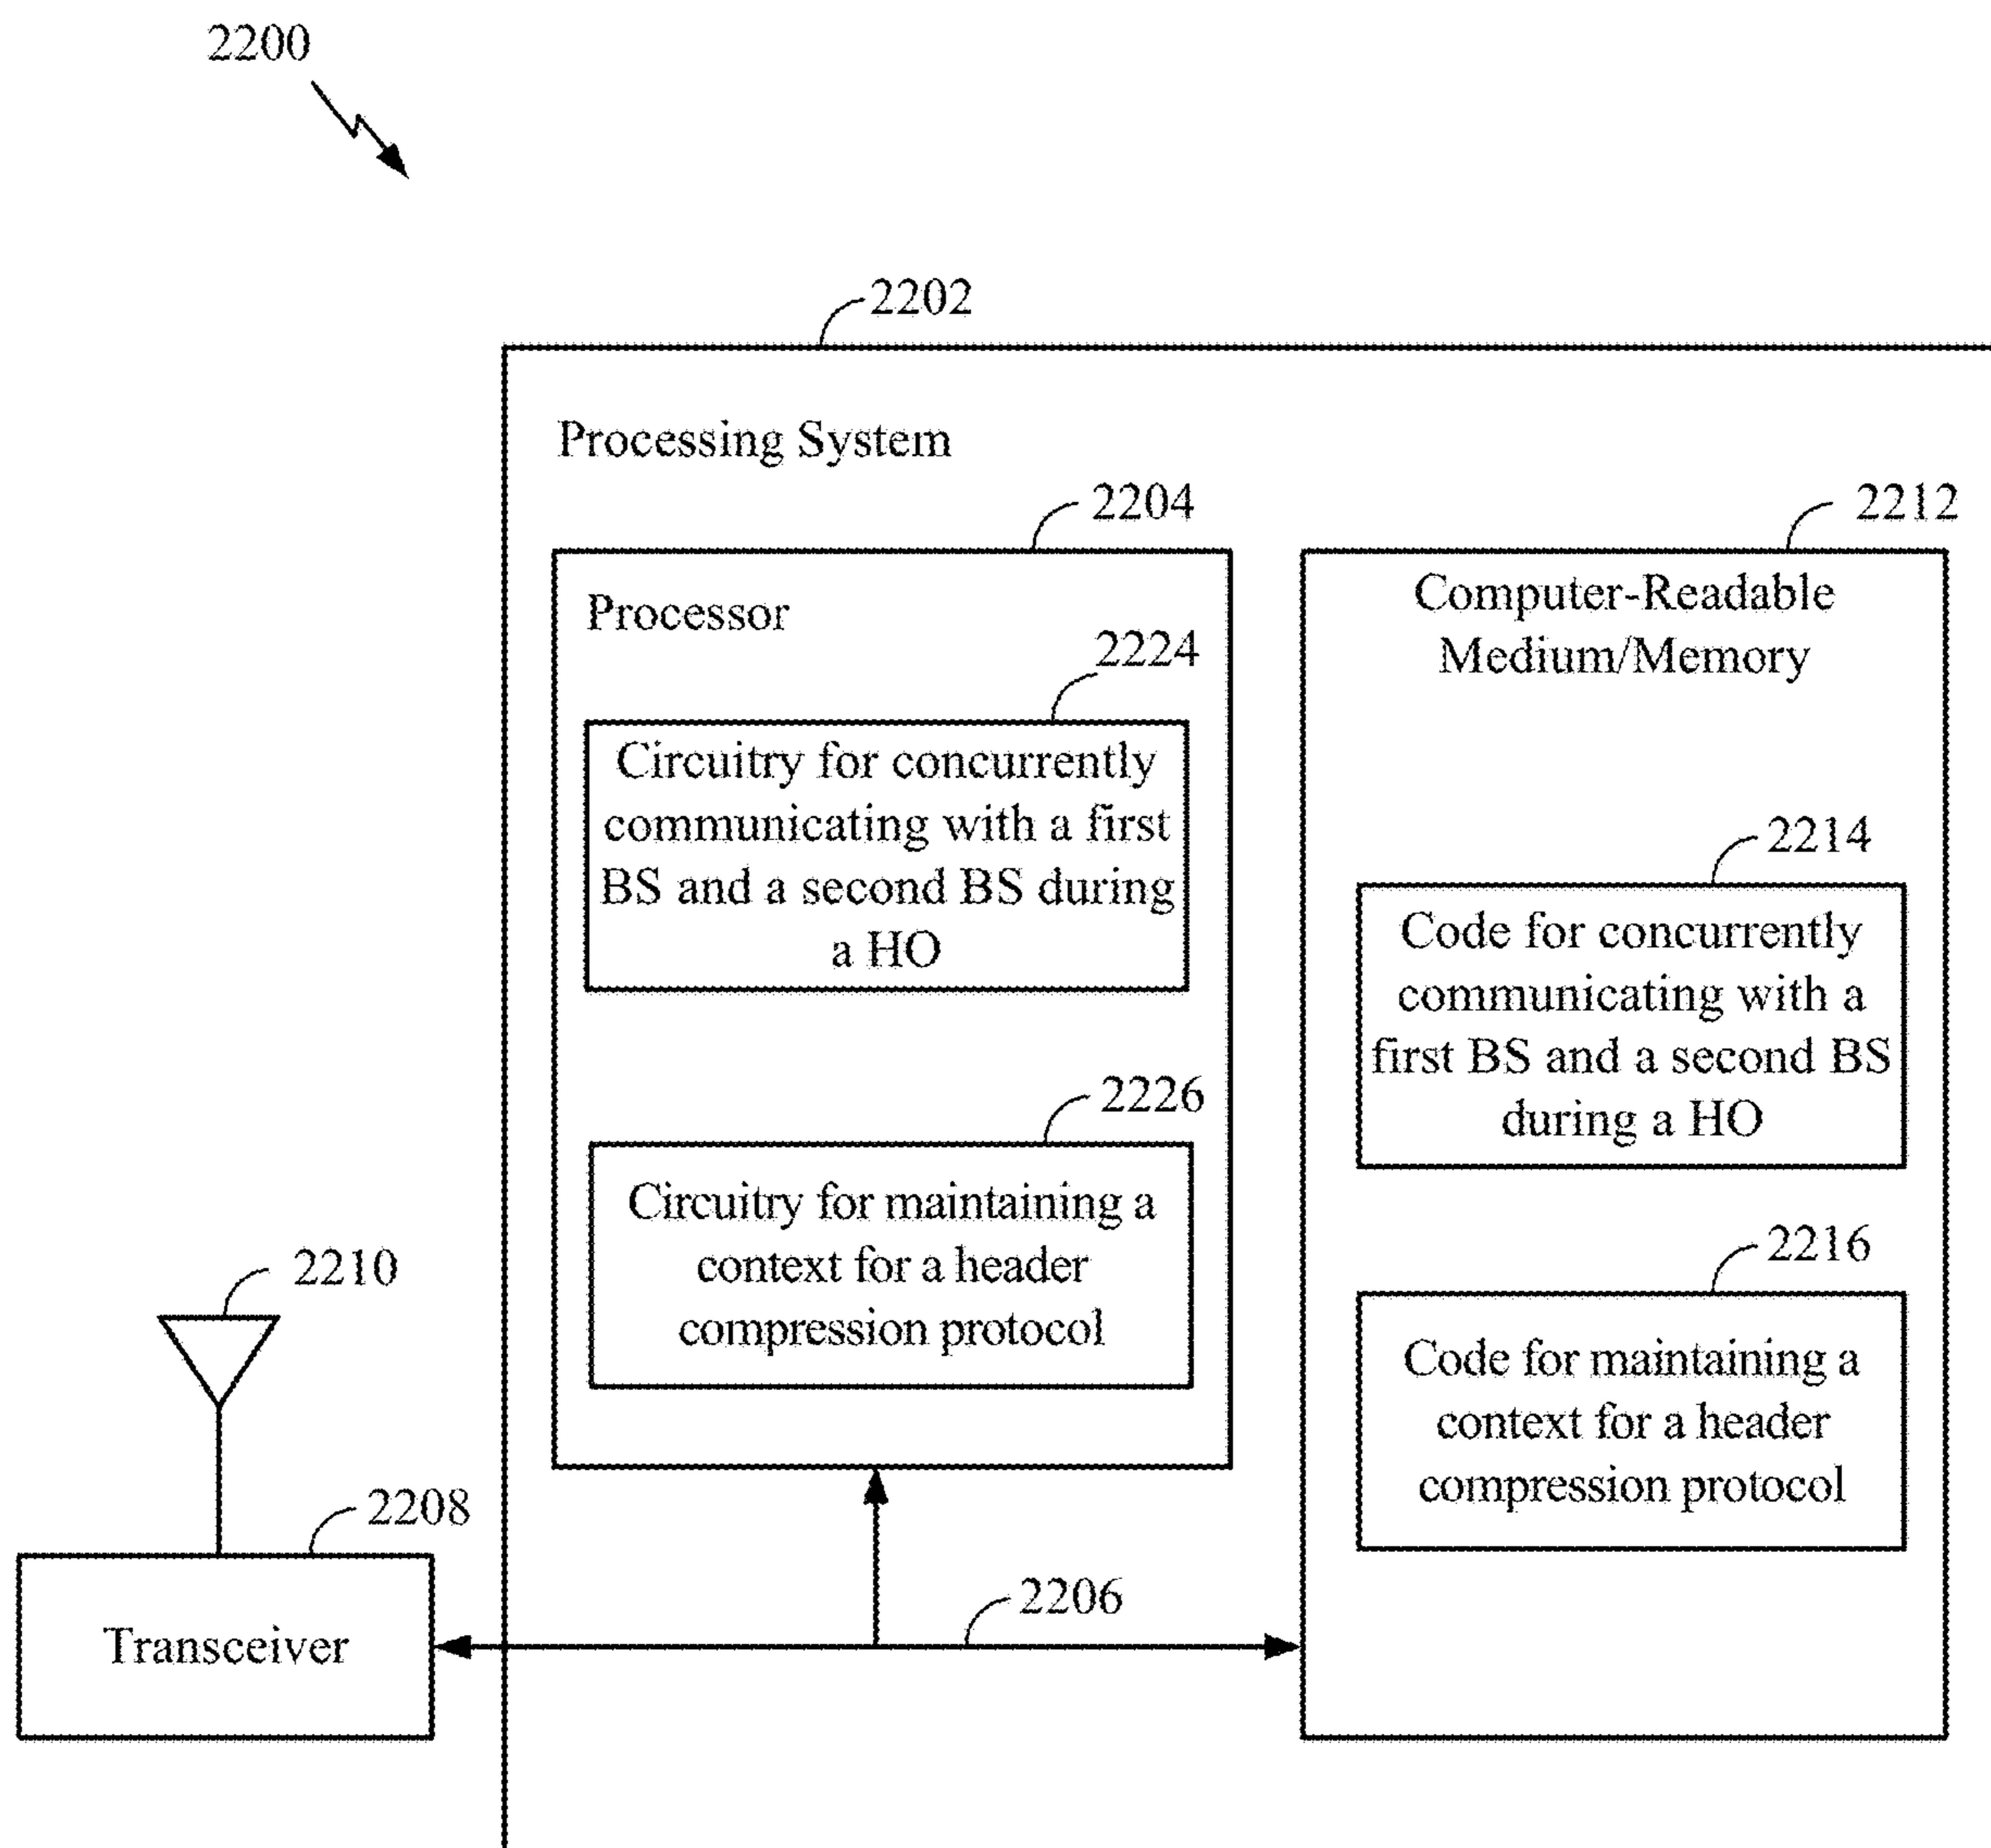 2200
2202
Processing System
2204
2212
Processor
Computer-Readable
Medium/Memory
2224
Circuitry for concurrently
communicating with a first
BS and a second BS during
a HO
2214
Code for concurrently
communicating with a
first BS and a second BS
during a HO
2226
Circuitry for maintaining a
context for a header
compression protocol
2216
Code for maintaining a
context for a header
compression protocol
2210
2208
Transceiver
2206